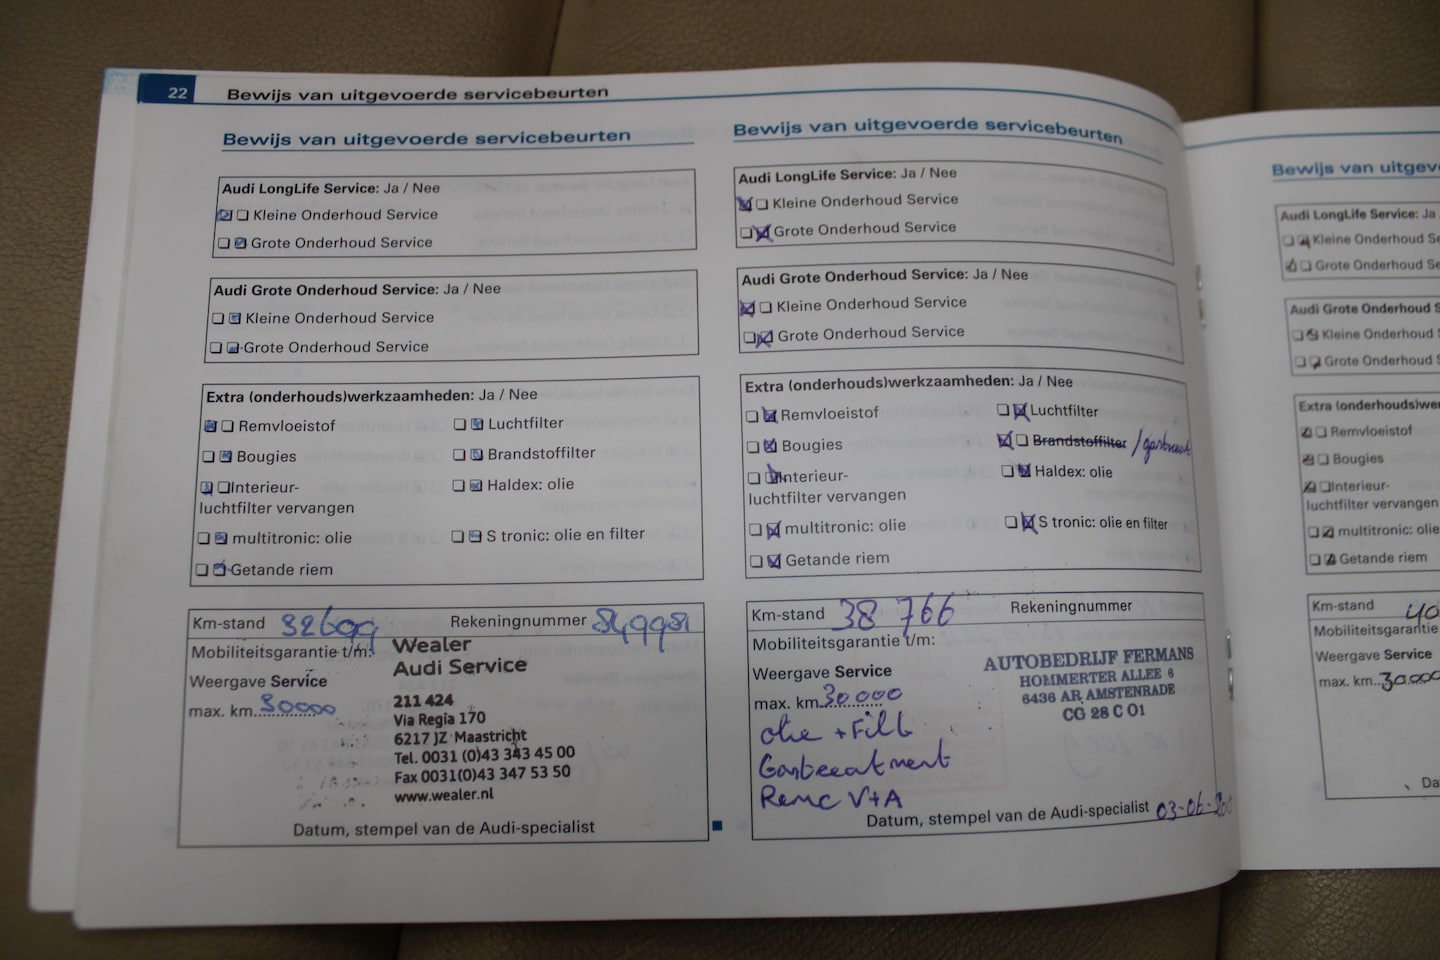 22 Bewijs van uitgevoerde servicebeurten
Bewijs van uitgevoerde servicebeurten
Audi LongLife Service: Ja / Nee
Kleine Onderhoud Service
Grote Onderhoud Service
Audi Grote Onderhoud Service: Ja / Nee
Kleine Onderhoud Service
Grote Onderhoud Service
Extra (onderhouds)werkzaamheden: Ja / Nee
Remvloeistof Luchtfilter
Bougies Brandstoffilter
Interieur- Haldex: olie
luchtfilter vervangen
multitronic: olie S tronic: olie en filter
Getande riem
Km-stand 32609 Rekeningnummer 849981
Mobiliteitsgarantie t/m:
Wealer
Audi Service
Weergave Service
max. km. 30000
211 424
Via Regia 170
6217 JZ Maastricht
Tel. 0031 (0)43 343 45 00
Fax 0031(0)43 347 53 50
www.wealer.nl
Datum, stempel van de Audi-specialist
Bewijs van uitgevoerde servicebeurten
Audi LongLife Service: Ja / Nee
Kleine Onderhoud Service
Grote Onderhoud Service
Audi Grote Onderhoud Service: Ja / Nee
Kleine Onderhoud Service
Grote Onderhoud Service
Extra (onderhouds)werkzaamheden: Ja / Nee
Remvloeistof Luchtfilter
Bougies Brandstoffilter
Interieur- Haldex: olie
luchtfilter vervangen
multitronic: olie S tronic: olie en filter
Getande riem
Km-stand 38 766 Rekeningnummer
Mobiliteitsgarantie t/m:
Weergave Service
max. km. 30000
AUTOBEDRIJF FERMANS
HOMMERTER ALLEE 6
6436 AR AMSTENRADE
CG 28 C 01
olie + Filt
V+A
Datum, stempel van de Audi-specialist 03-06-20
Bewijs van uitgev
Audi LongLife Service: Ja
Kleine Onderhoud Se
Grote Onderhoud Se
Audi Grote Onderhoud S
Kleine Onderhoud S
Grote Onderhoud S
Extra (onderhouds)wer
Remvloeistof
Bougies
Interieur-
luchtfilter vervangen
multitronic: olie
Getande riem
Km-stand 40
Mobiliteitsgarantie
Weergave Service
max. km. 30000
Da